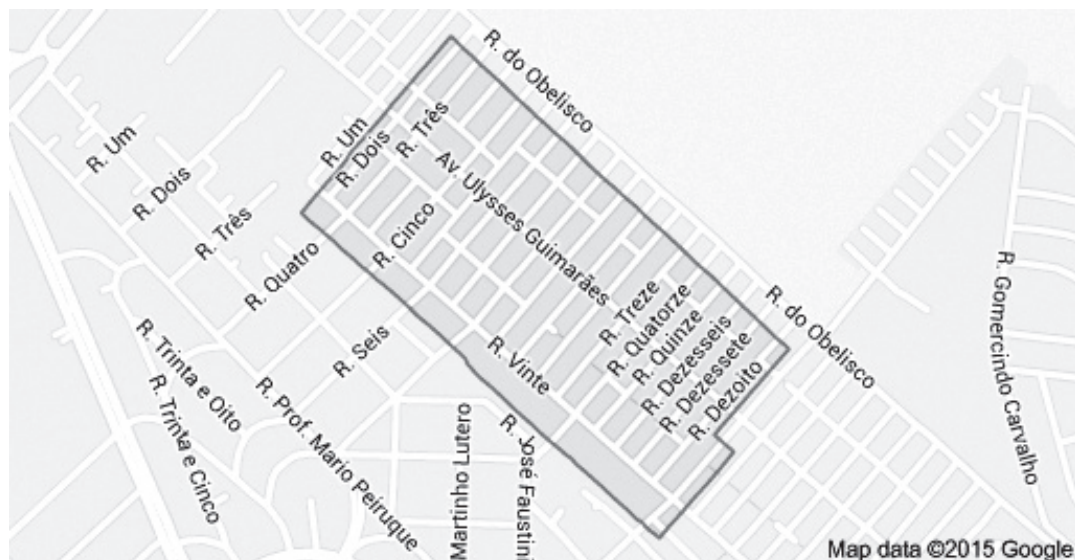 R. do Obelisco
R. Um
R. Dois
R. Três
Av. Ulysses Guimarães
R. Um
R. Dois
R. Três
R. Quatro
R. Cinco
R. Seis
R. Vinte
R. Treze
R. Quatorze
R. Quinze
R. Dezesseis
R. Dezessete
R. Dezoito
R. do Obelisco
R. Gomercindo Carvalho
R. Trinta e Oito
R. Trinta e Cinco
R. Prof. Mario Peiruque
Martinho Lutero
R. José Faustini
Map data ©2015 Google